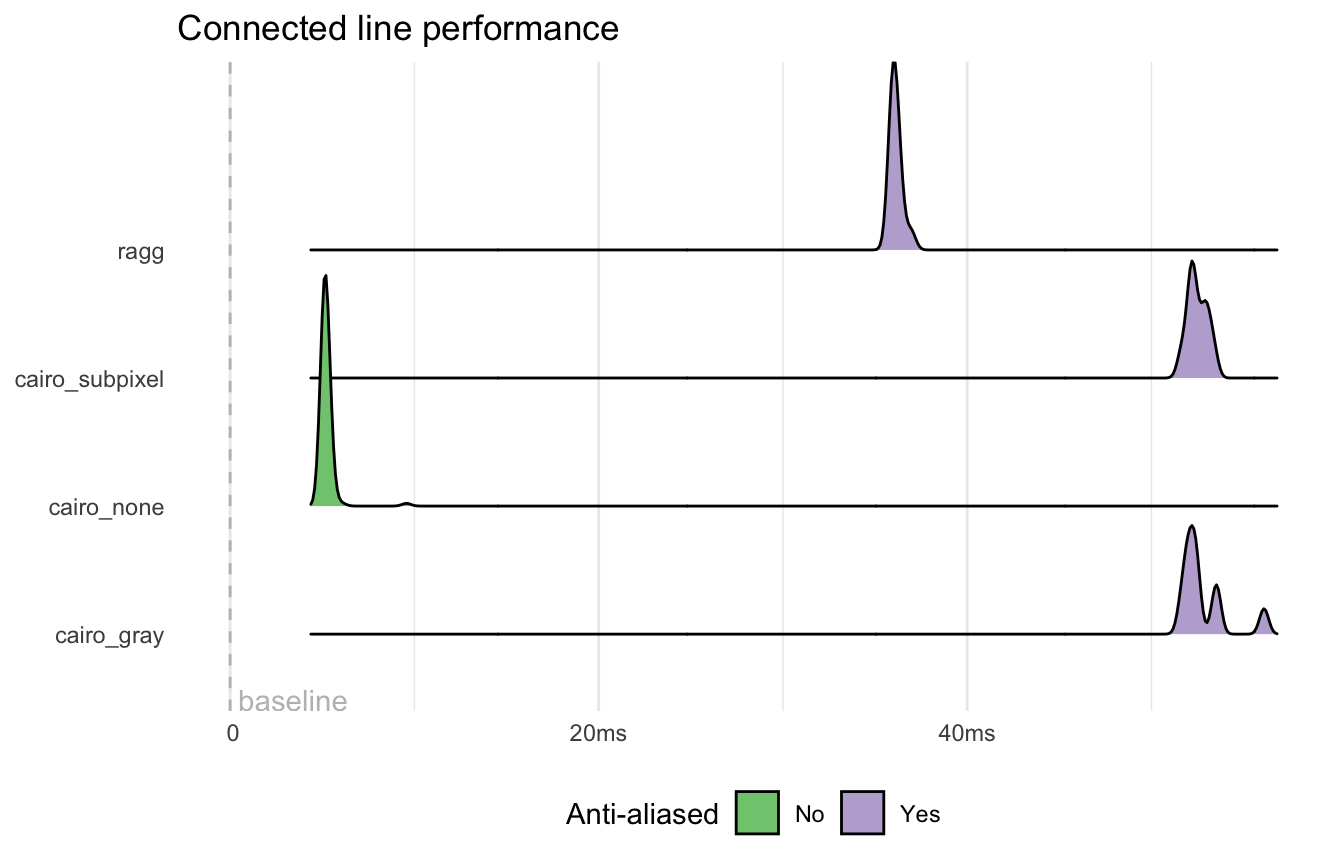 Connected line performance
ragg
cairo_subpixel
cairo_none
cairo_gray
baseline
0 20ms 40ms
Anti-aliased No Yes